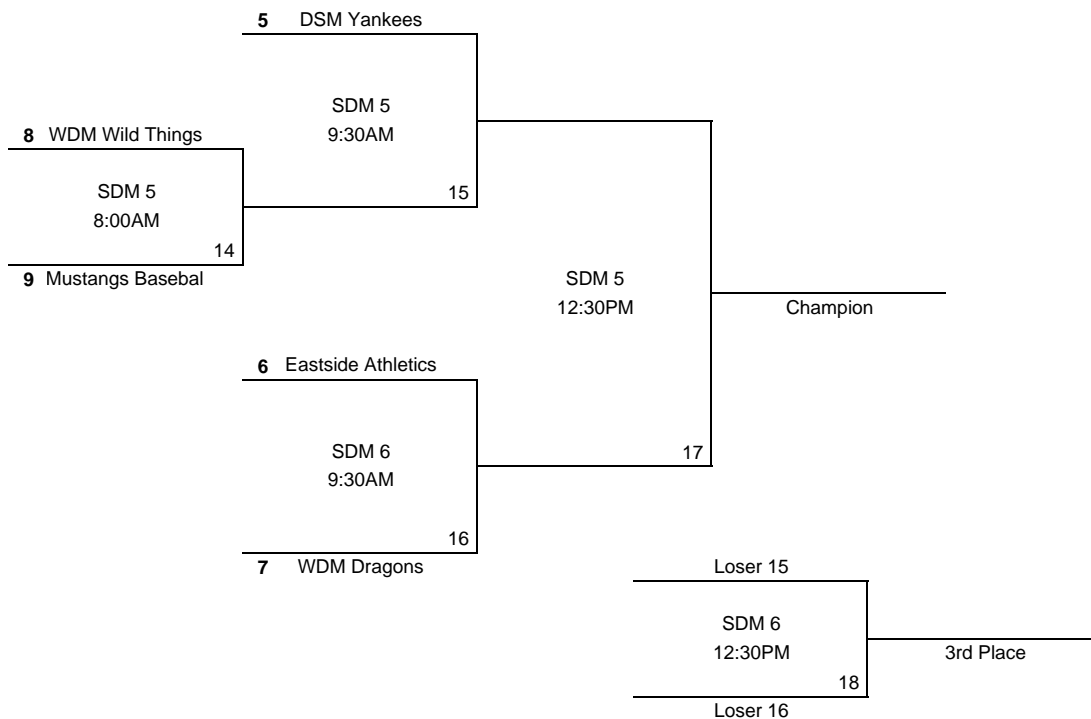 5 DSM Yankees
SDM 5
9:30AM
8 WDM Wild Things
SDM 5
15
8:00AM
14
9 Mustangs Basebal
SDM 5
12:30PM
Champion
6 Eastside Athletics
SDM 6
17
9:30AM
16
7 WDM Dragons
Loser 15
SDM 6
12:30PM
3rd Place
18
Loser 16